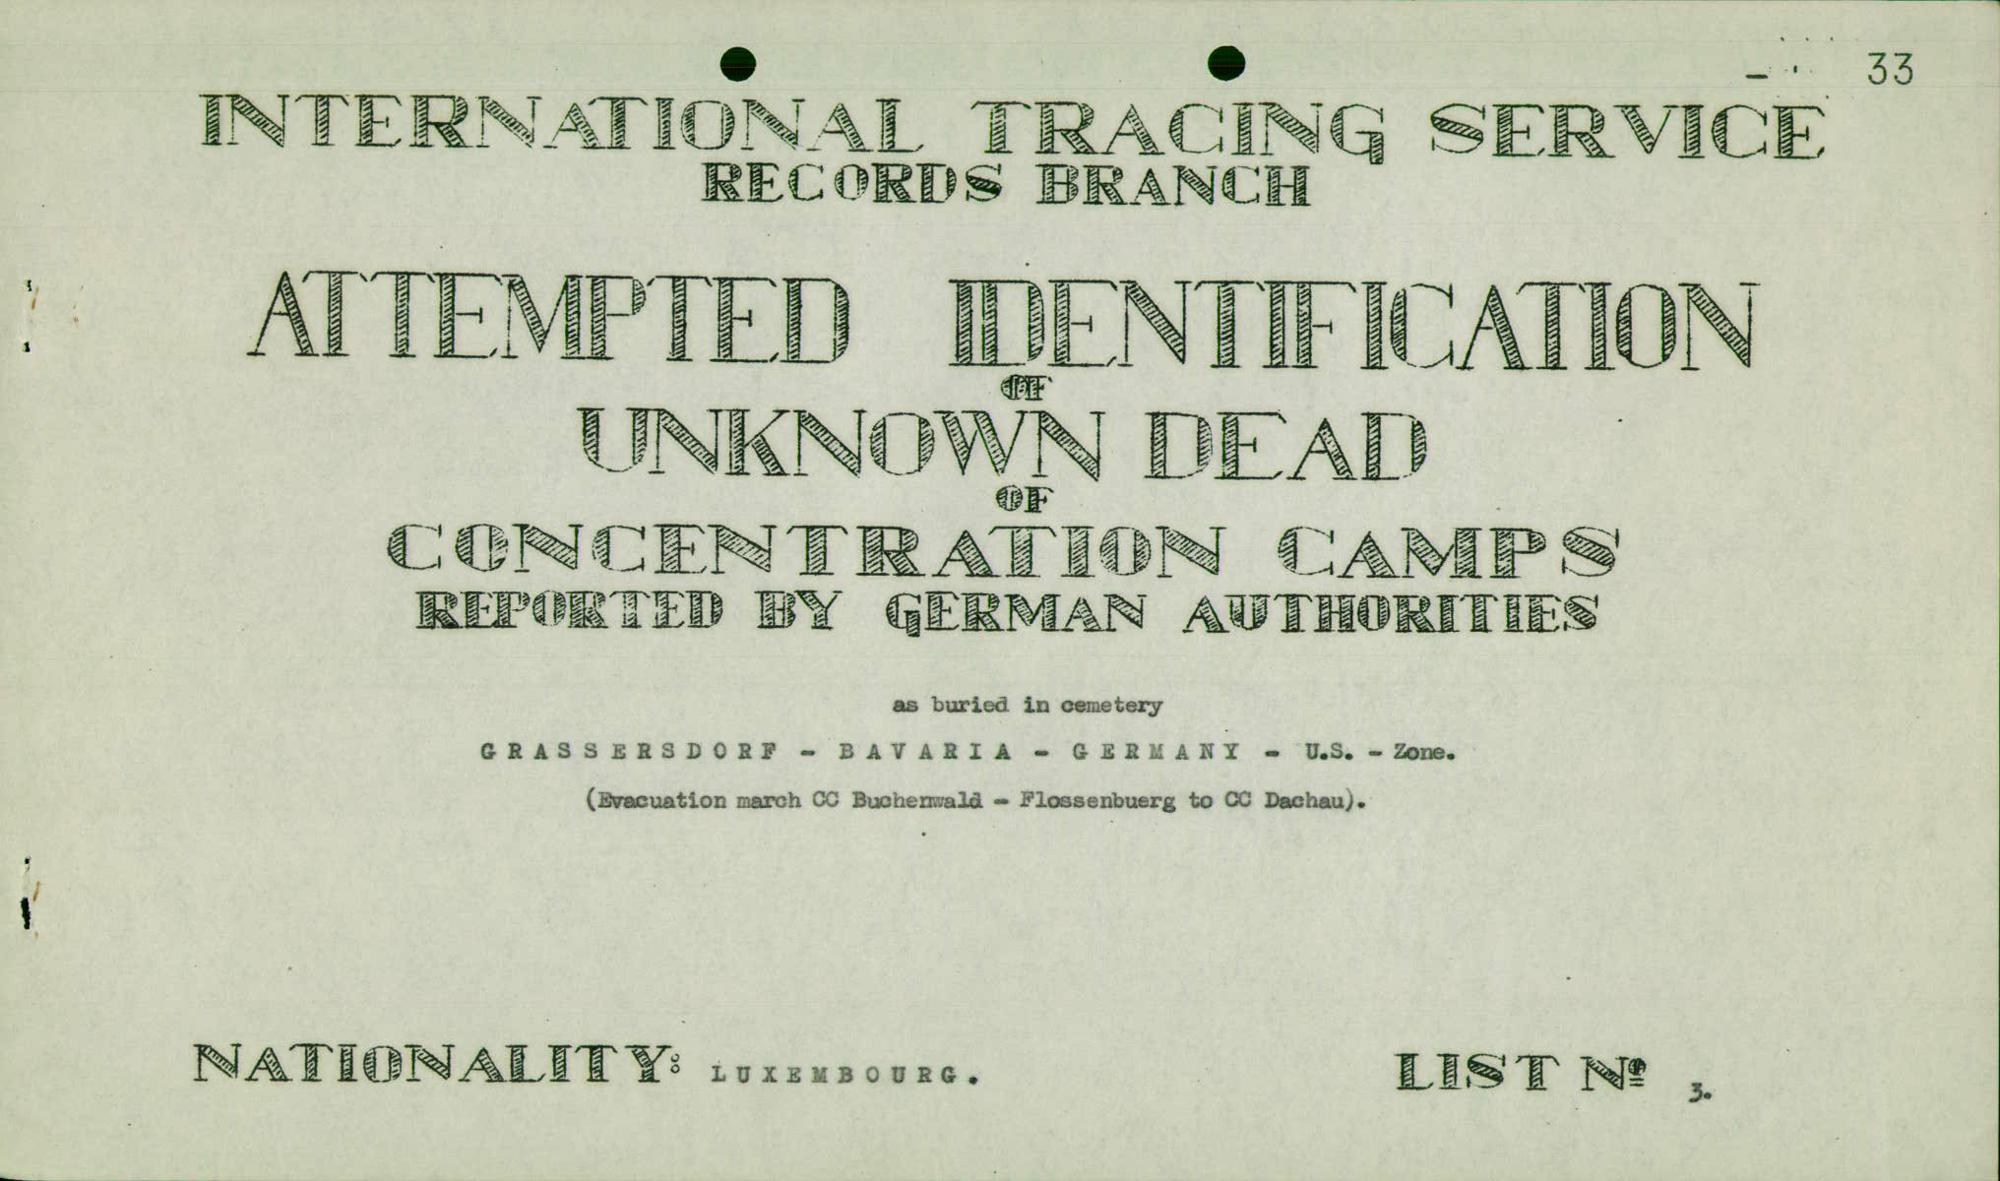 33
INTERNATIONAL TRACING SERVICE
RECORDS BRANCH
ATTEMPTED IDENTIFICATION
OF
UNKNOWN DEAD
OF
CONCENTRATION CAMPS
REPORTED BY GERMAN AUTHORITIES
as buried in cemetery
GRASSERSDORF - BAVARIA - GERMANY - U.S. - Zone.
(Evacuation march CC Buchenwald - Flossenbuerg to CC Dachau).
NATIONALITY: LUXEMBOURG.
LIST Nº 3.